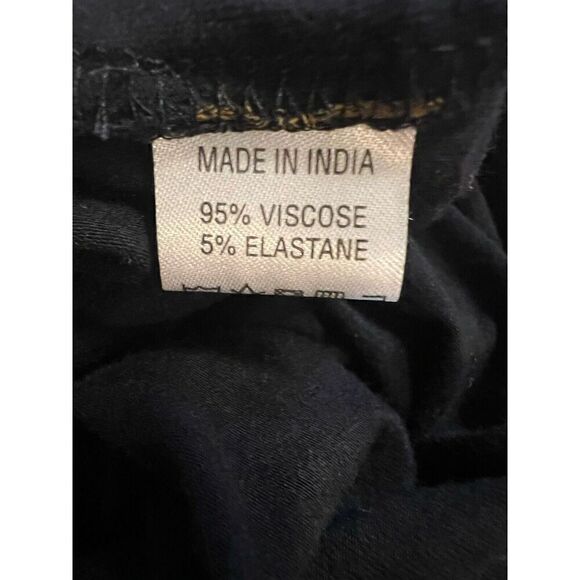 MADE IN INDIA
95% VISCOSE
5% ELASTANE